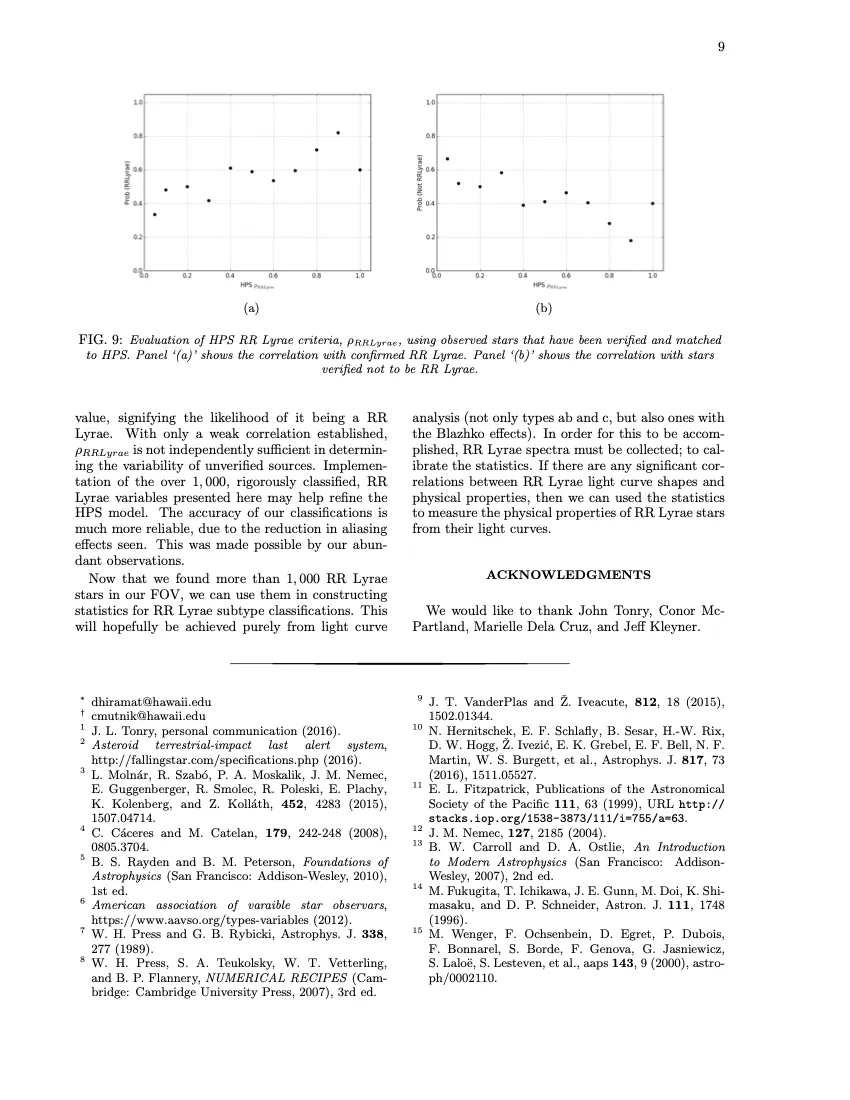 9
1.0
0.8
0.6
0.4
0.2
0.0
0.0 0.2 0.4 0.6 0.8 1.0
Prob (RRLyrae)
HPS ρRRLyrae
(a)
1.0
0.8
0.6
0.4
0.2
0.0
0.0 0.2 0.4 0.6 0.8 1.0
Prob (Not RRLyrae)
HPS ρRRLyrae
(b)
FIG. 9: Evaluation of HPS RR Lyrae criteria, ρRRLyrae, using observed stars that have been verified and matched
to HPS. Panel ‘(a)’ shows the correlation with confirmed RR Lyrae. Panel ‘(b)’ shows the correlation with stars
verified not to be RR Lyrae.
value, signifying the likelihood of it being a RR
Lyrae. With only a weak correlation established,
ρRRLyrae is not independently sufficient in determin-
ing the variability of unverified sources. Implemen-
tation of the over 1,000, rigorously classified, RR
Lyrae variables presented here may help refine the
HPS model. The accuracy of our classifications is
much more reliable, due to the reduction in aliasing
effects seen. This was made possible by our abun-
dant observations.
Now that we found more than 1,000 RR Lyrae
stars in our FOV, we can use them in constructing
statistics for RR Lyrae subtype classifications. This
will hopefully be achieved purely from light curve
analysis (not only types ab and c, but also ones with
the Blazhko effects). In order for this to be accom-
plished, RR Lyrae spectra must be collected; to cal-
ibrate the statistics. If there are any significant cor-
relations between RR Lyrae light curve shapes and
physical properties, then we can used the statistics
to measure the physical properties of RR Lyrae stars
from their light curves.
ACKNOWLEDGMENTS
We would like to thank John Tonry, Conor Mc-
Partland, Marielle Dela Cruz, and Jeff Kleyner.
* dhiramat@hawaii.edu
† cmutnik@hawaii.edu
1 J. L. Tonry, personal communication (2016).
2 Asteroid terrestrial-impact last alert system,
http://fallingstar.com/specifications.php (2016).
3 L. Molnár, R. Szabó, P. A. Moskalik, J. M. Nemec,
E. Guggenberger, R. Smolec, R. Poleski, E. Plachy,
K. Kolenberg, and Z. Kolláth, 452, 4283 (2015),
1507.04714.
4 C. Cáceres and M. Catelan, 179, 242-248 (2008),
0805.3704.
5 B. S. Rayden and B. M. Peterson, Foundations of
Astrophysics (San Francisco: Addison-Wesley, 2010),
1st ed.
6 American association of varaible star observars,
https://www.aavso.org/types-variables (2012).
7 W. H. Press and G. B. Rybicki, Astrophys. J. 338,
277 (1989).
8 W. H. Press, S. A. Teukolsky, W. T. Vetterling,
and B. P. Flannery, NUMERICAL RECIPES (Cam-
bridge: Cambridge University Press, 2007), 3rd ed.
9 J. T. VanderPlas and Ž. Iveacute, 812, 18 (2015),
1502.01344.
10 N. Hernitschek, E. F. Schlafly, B. Sesar, H.-W. Rix,
D. W. Hogg, Ž. Ivezić, E. K. Grebel, E. F. Bell, N. F.
Martin, W. S. Burgett, et al., Astrophys. J. 817, 73
(2016), 1511.05527.
11 E. L. Fitzpatrick, Publications of the Astronomical
Society of the Pacific 111, 63 (1999), URL http://
stacks.iop.org/1538-3873/111/i=755/a=63.
12 J. M. Nemec, 127, 2185 (2004).
13 B. W. Carroll and D. A. Ostlie, An Introduction
to Modern Astrophysics (San Francisco: Addison-
Wesley, 2007), 2nd ed.
14 M. Fukugita, T. Ichikawa, J. E. Gunn, M. Doi, K. Shi-
masaku, and D. P. Schneider, Astron. J. 111, 1748
(1996).
15 M. Wenger, F. Ochsenbein, D. Egret, P. Dubois,
F. Bonnarel, S. Borde, F. Genova, G. Jasniewicz,
S. Laloë, S. Lesteven, et al., aaps 143, 9 (2000), astro-
ph/0002110.